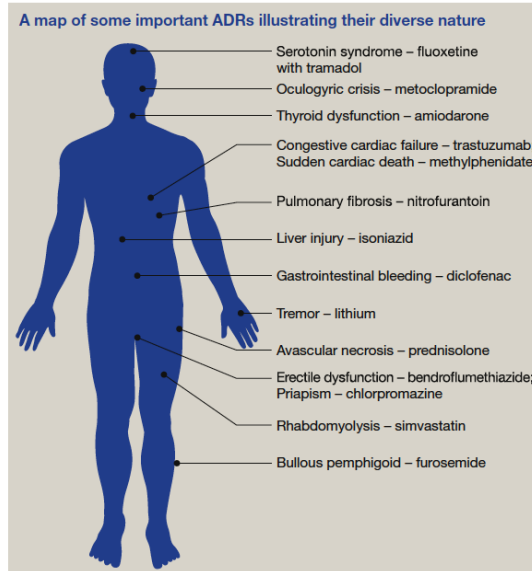 A map of some important ADRs illustrating their diverse nature
Serotonin syndrome – fluoxetine
with tramadol
Oculogyric crisis – metoclopramide
Thyroid dysfunction – amiodarone
Congestive cardiac failure – trastuzumab
Sudden cardiac death – methylphenidate
Pulmonary fibrosis – nitrofurantoin
Liver injury – isoniazid
Gastrointestinal bleeding – diclofenac
Tremor – lithium
Avascular necrosis – prednisolone
Erectile dysfunction – bendroflumethiazide;
Priapism – chlorpromazine
Rhabdomyolysis – simvastatin
Bullous pemphigoid – furosemide